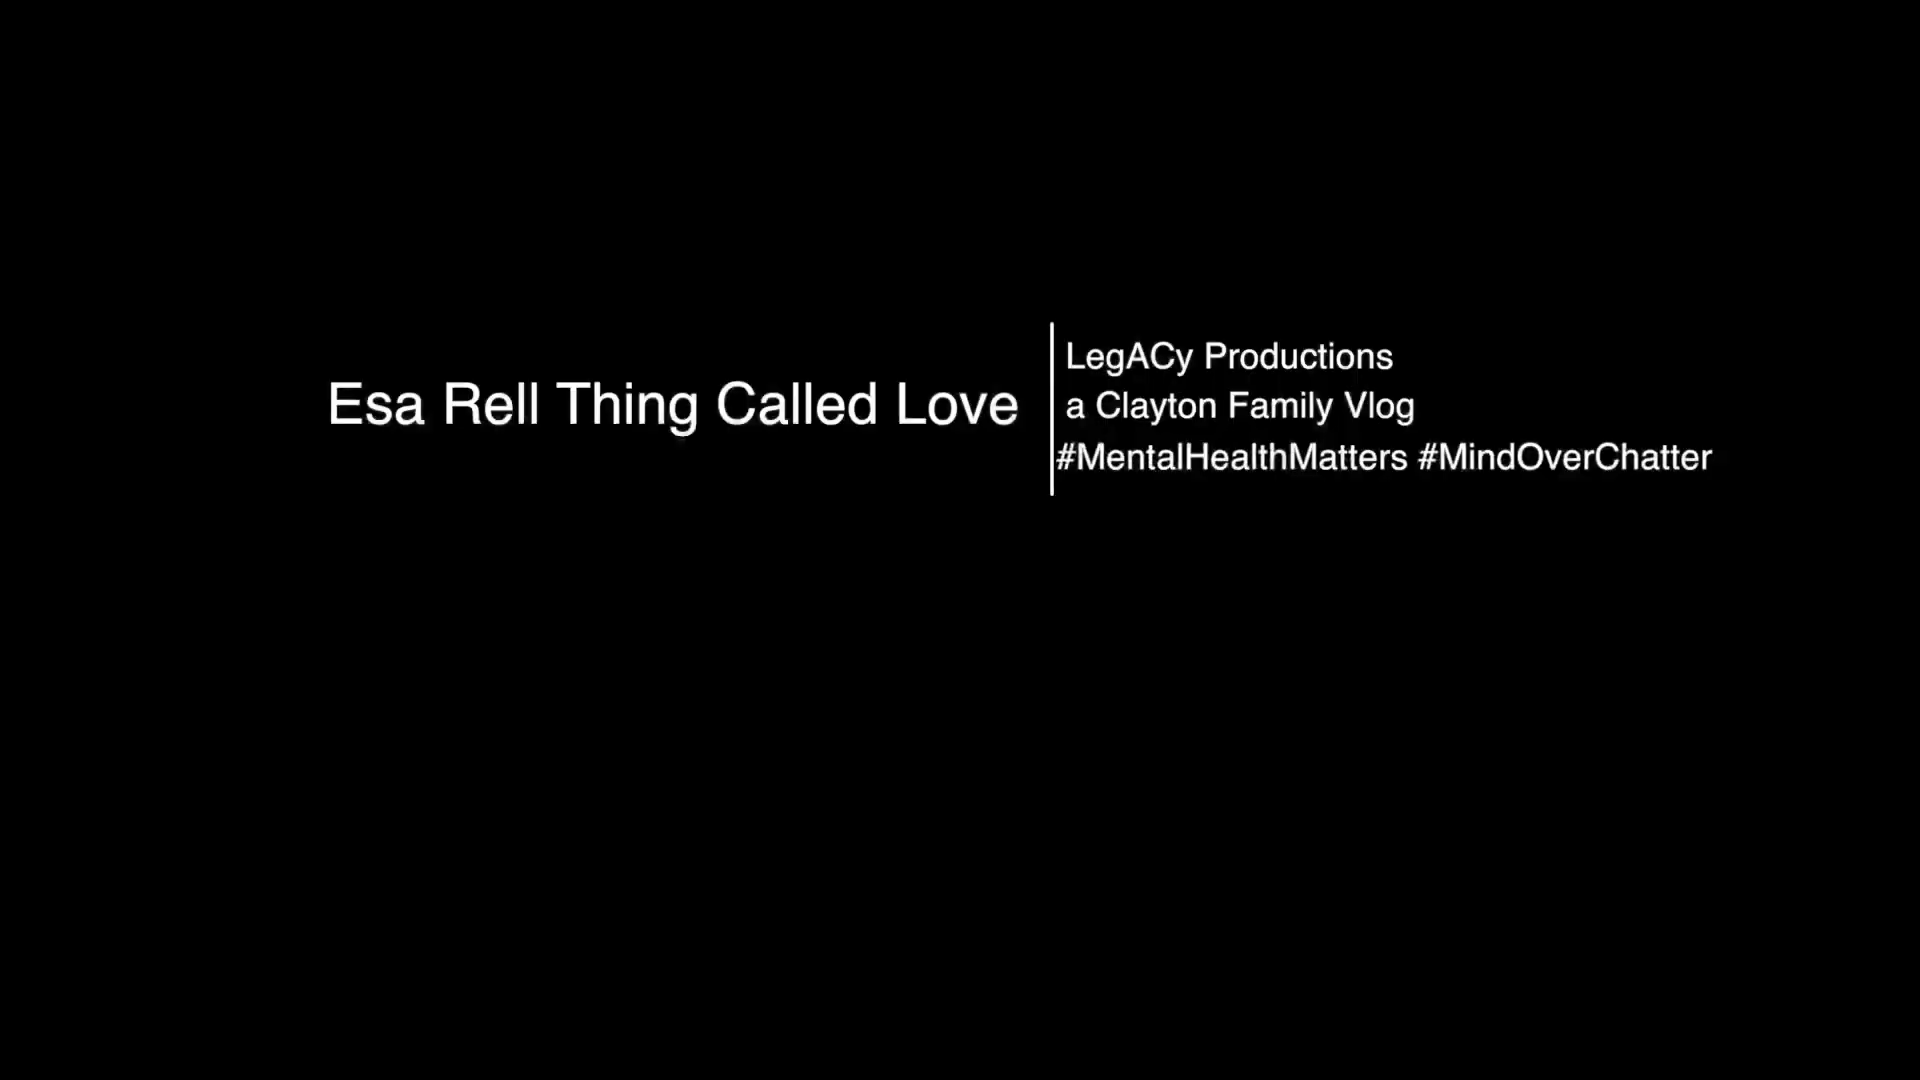 Esa Rell Thing Called Love
LegACy Productions
a Clayton Family Vlog
#MentalHealthMatters #MindOverChatter